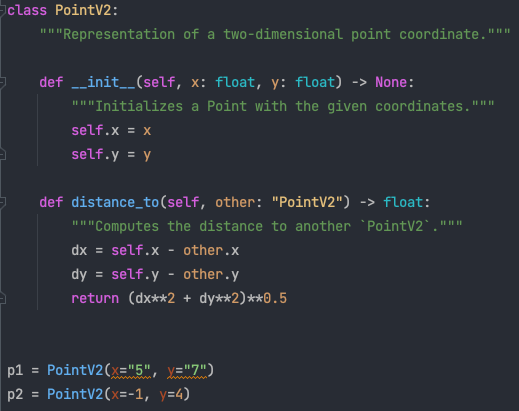 class PointV2:
    """Representation of a two-dimensional point coordinate."""

    def __init__(self, x: float, y: float) -> None:
        """Initializes a Point with the given coordinates."""
        self.x = x
        self.y = y

    def distance_to(self, other: "PointV2") -> float:
        """Computes the distance to another `PointV2`."""
        dx = self.x - other.x
        dy = self.y - other.y
        return (dx**2 + dy**2)**0.5


p1 = PointV2(x="5", y="7")
p2 = PointV2(x=-1, y=4)